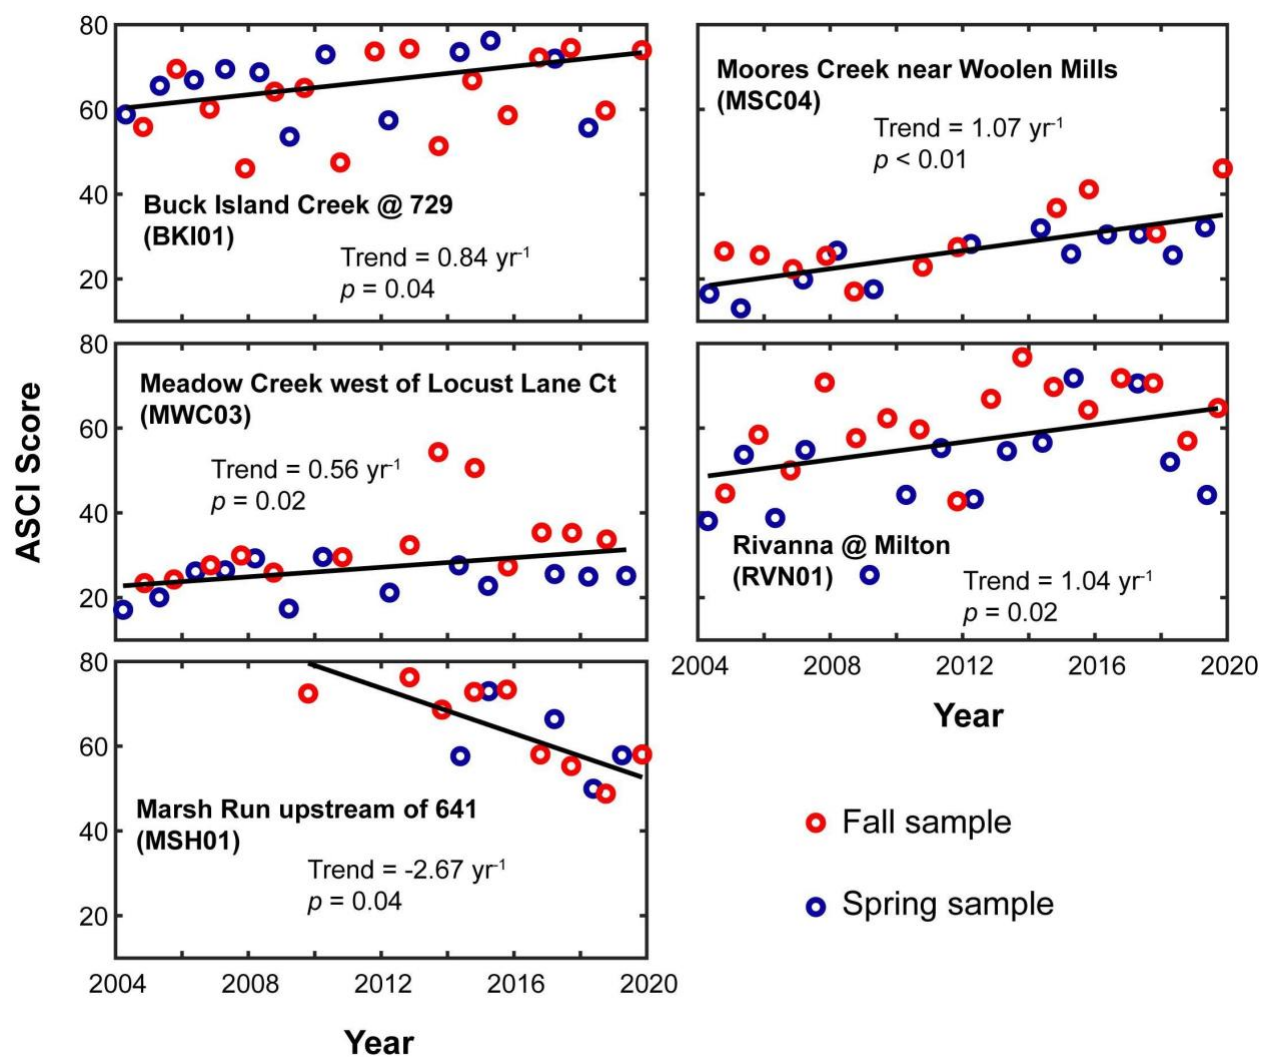 80
60
40
20
Buck Island Creek @ 729
(BKI01)
Trend = 0.84 yr⁻¹
p = 0.04
Moores Creek near Woolen Mills
(MSC04)
Trend = 1.07 yr⁻¹
p < 0.01
ASCI Score
80
60
40
20
Meadow Creek west of Locust Lane Ct
(MWC03)
Trend = 0.56 yr⁻¹
p = 0.02
Rivanna @ Milton
(RVN01)
Trend = 1.04 yr⁻¹
p = 0.02
2004 2008 2012 2016 2020
Year
80
60
40
20
Marsh Run upstream of 641
(MSH01)
Trend = -2.67 yr⁻¹
p = 0.04
2004 2008 2012 2016 2020
Year
Fall sample
Spring sample